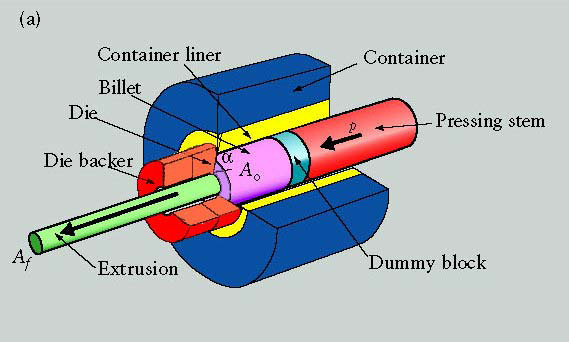 (a)
Container liner
Container
Billet
Die
Pressing stem
p
α
Die backer
Ao
Af
Extrusion
Dummy block